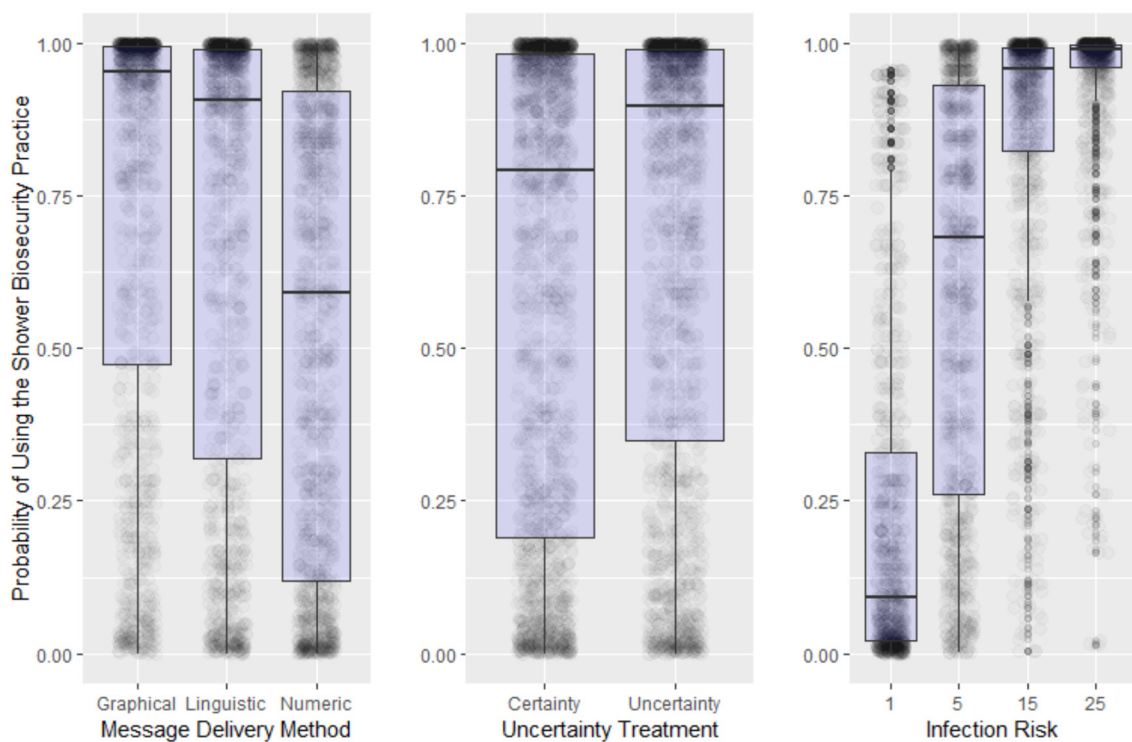 Probability of Using the Shower Biosecurity Practice
1.00
0.75
0.50
0.25
0.00
Graphical Linguistic Numeric
Message Delivery Method
1.00
0.75
0.50
0.25
0.00
Certainty Uncertainty
Uncertainty Treatment
1.00
0.75
0.50
0.25
0.00
1 5 15 25
Infection Risk